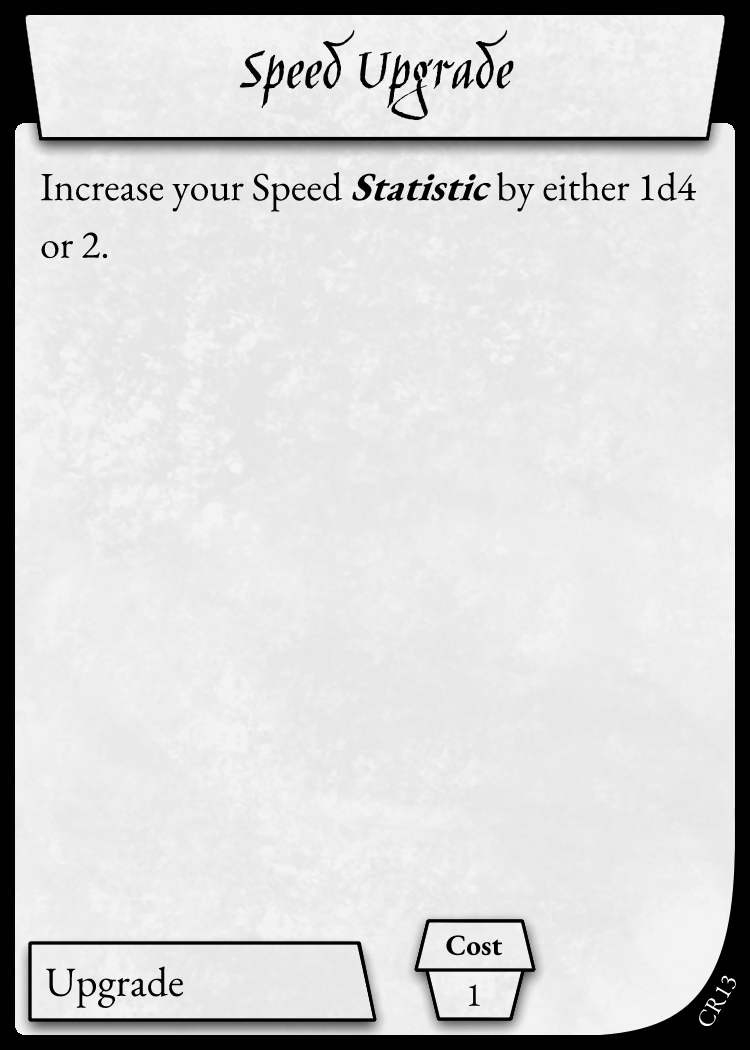 Speed Upgrade
Increase your Speed Statistic by either 1d4
or 2.
Cost
Upgrade
1
CR13